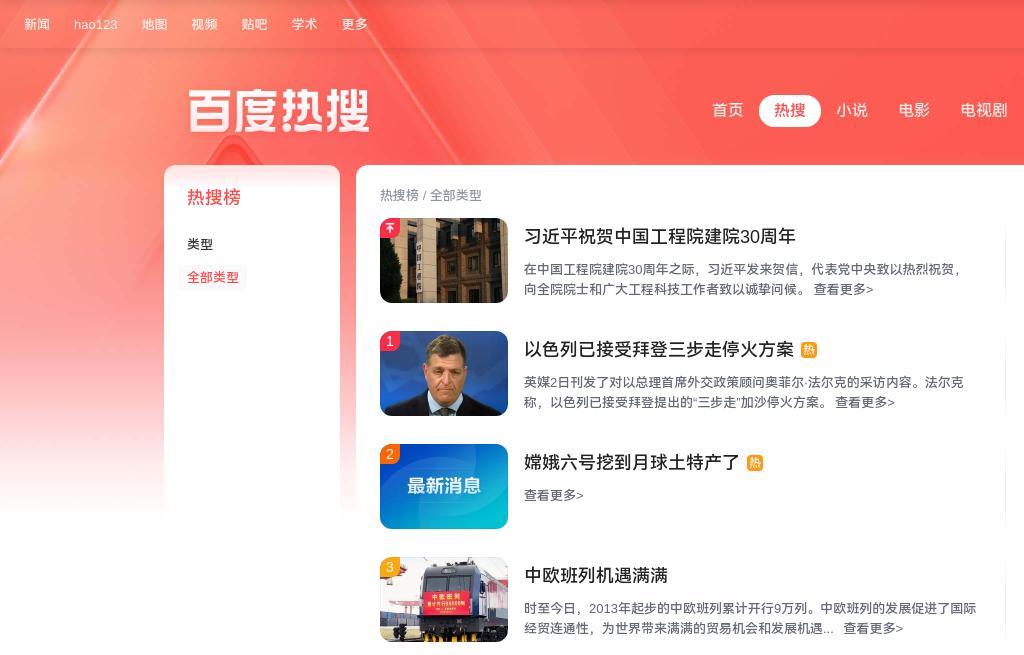 新闻 hao123 地图 视频 贴吧 学术 更多
百度热搜
首页 热搜 小说 电影 电视剧
热搜榜
类型
全部类型
热搜榜 / 全部类型
习近平祝贺中国工程院建院30周年
在中国工程院建院30周年之际，习近平发来贺信，代表党中央致以热烈祝贺，
向全院院士和广大工程科技工作者致以诚挚问候。 查看更多>
1
以色列已接受拜登三步走停火方案 热
英媒2日刊发了对以总理首席外交政策顾问奥菲尔·法尔克的采访内容。法尔克
称，以色列已接受拜登提出的“三步走”加沙停火方案。 查看更多>
2
最新消息
嫦娥六号挖到月球土特产了 热
查看更多>
3
中欧班列
中欧班列机遇满满
时至今日，2013年起步的中欧班列累计开行9万列。中欧班列的发展促进了国际
经贸连通性，为世界带来满满的贸易机会和发展机遇... 查看更多>